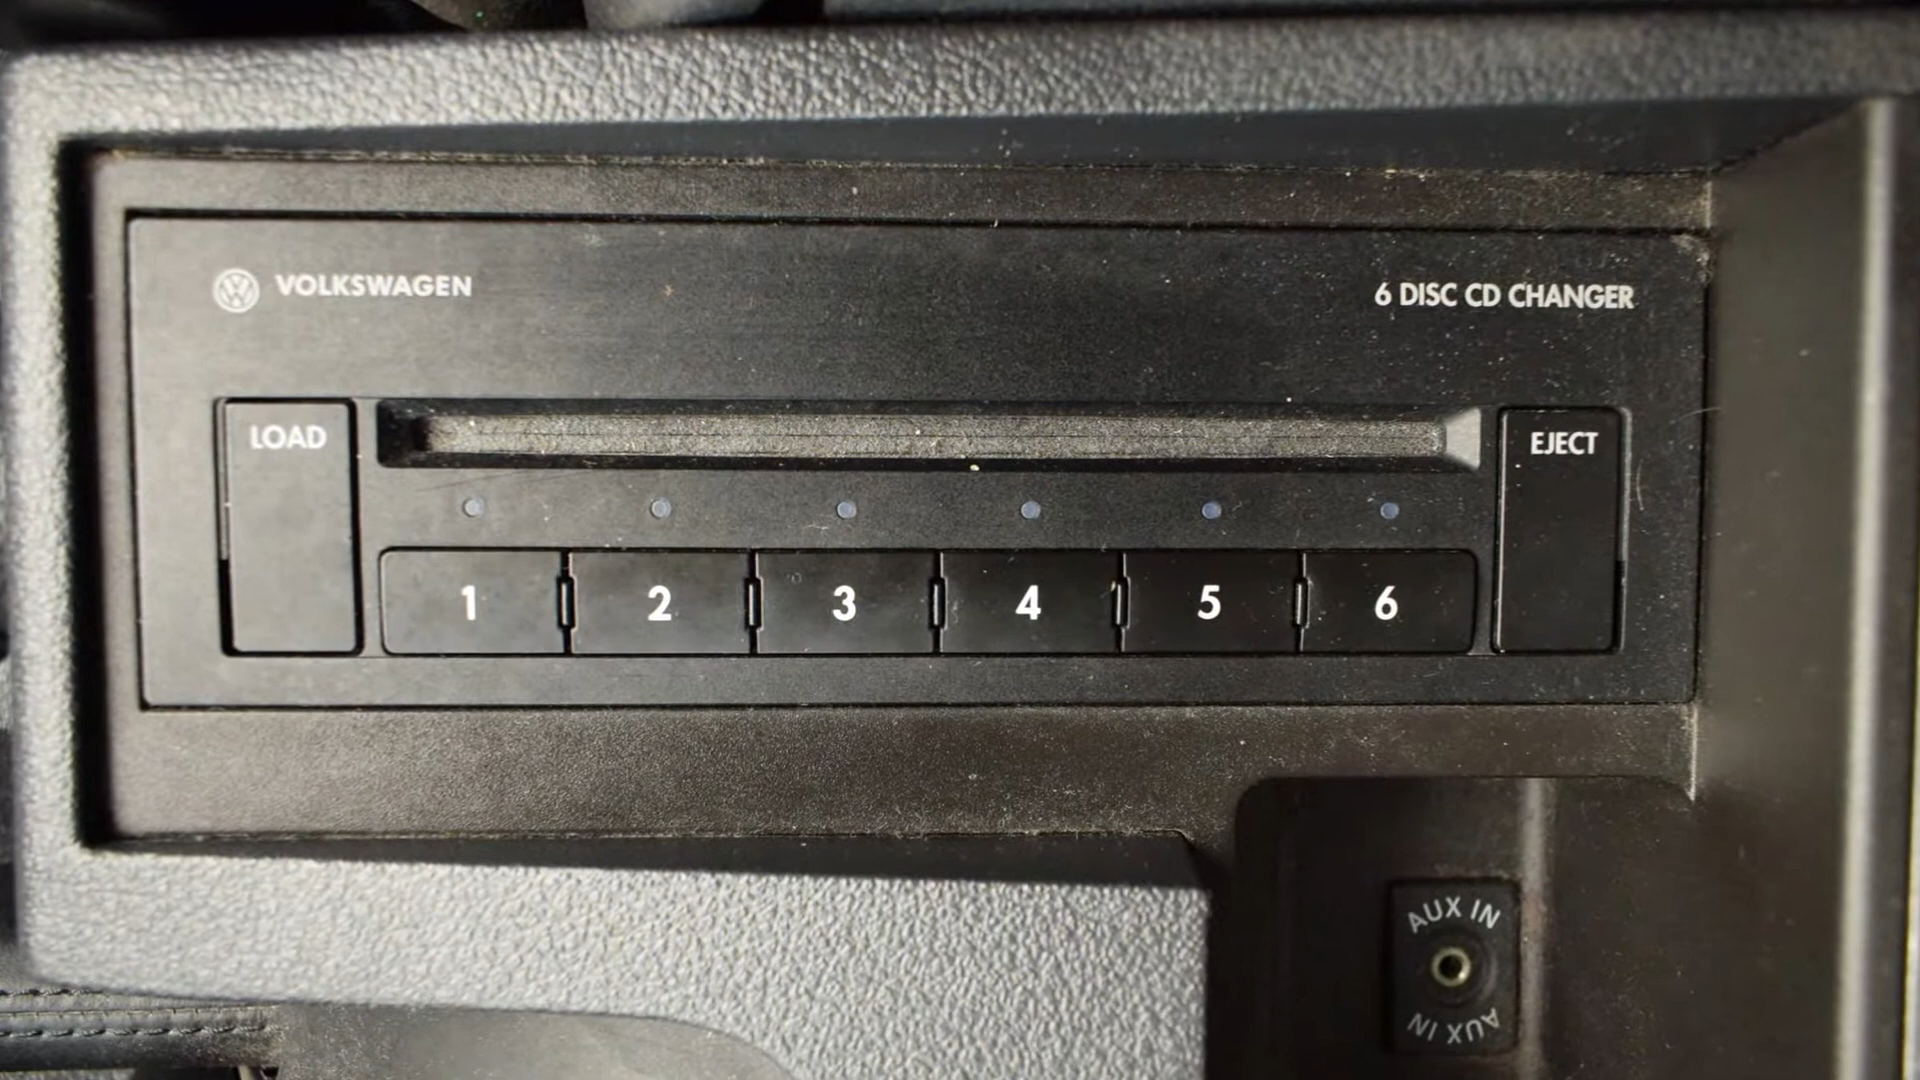 VOLKSWAGEN
6 DISC CD CHANGER
LOAD
EJECT
1 2 3 4 5 6
AUX IN
AUX IN